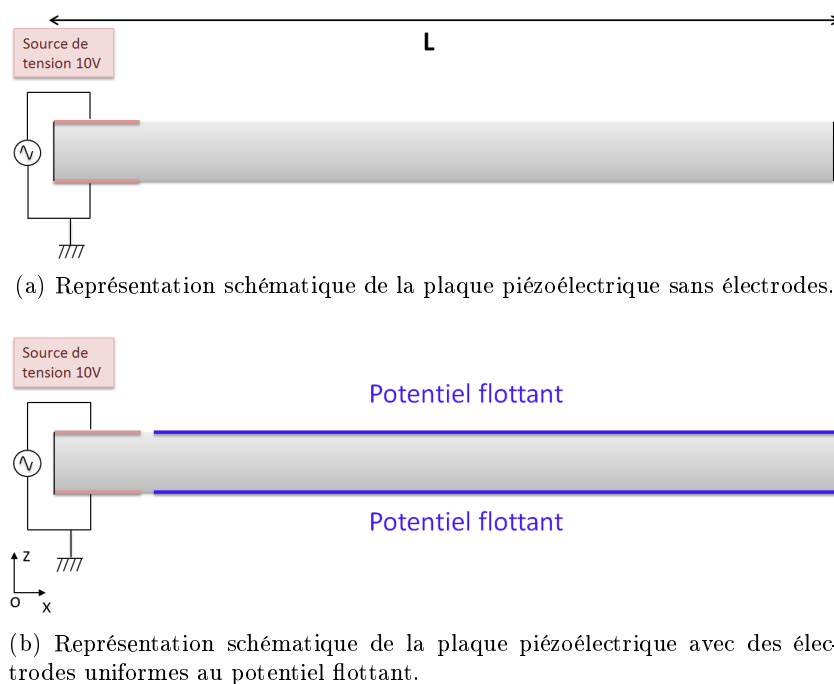 Source de
tension 10V
L
(a) Représentation schématique de la plaque piézoélectrique sans électrodes.
Source de
tension 10V
Potentiel flottant
Potentiel flottant
z
o
x
(b) Représentation schématique de la plaque piézoélectrique avec des élec-
trodes uniformes au potentiel flottant.